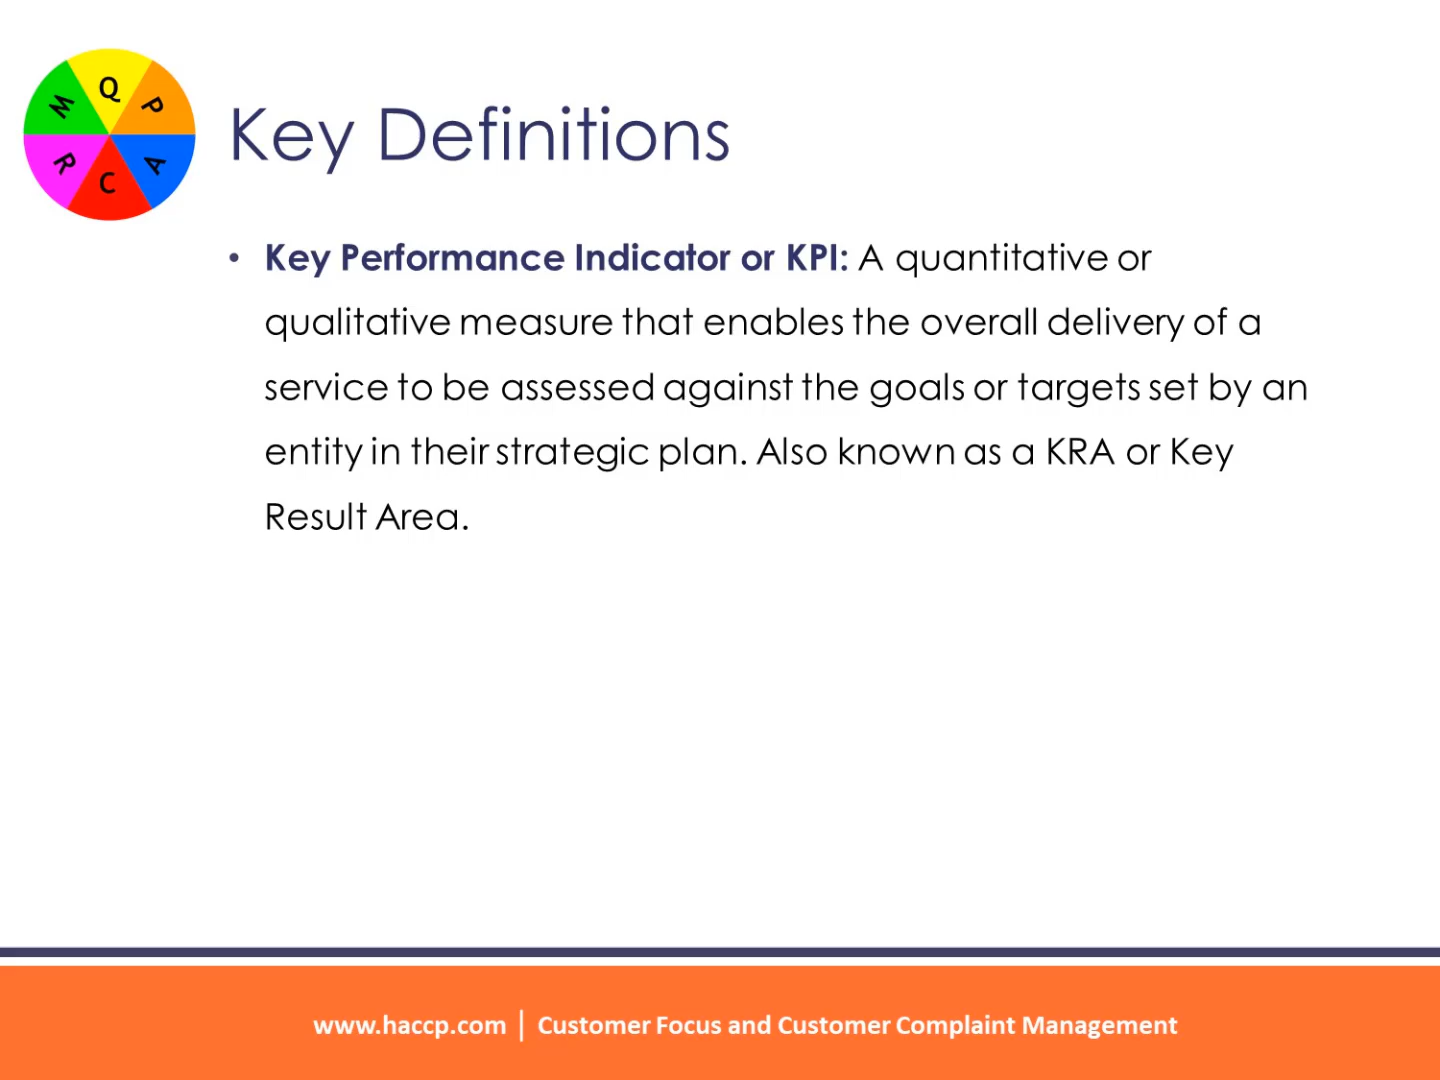 Q
P
A
C
R
M
Key Definitions
• Key Performance Indicator or KPI: A quantitative or
qualitative measure that enables the overall delivery of a
service to be assessed against the goals or targets set by an
entity in their strategic plan. Also known as a KRA or Key
Result Area.
www.haccp.com | Customer Focus and Customer Complaint Management